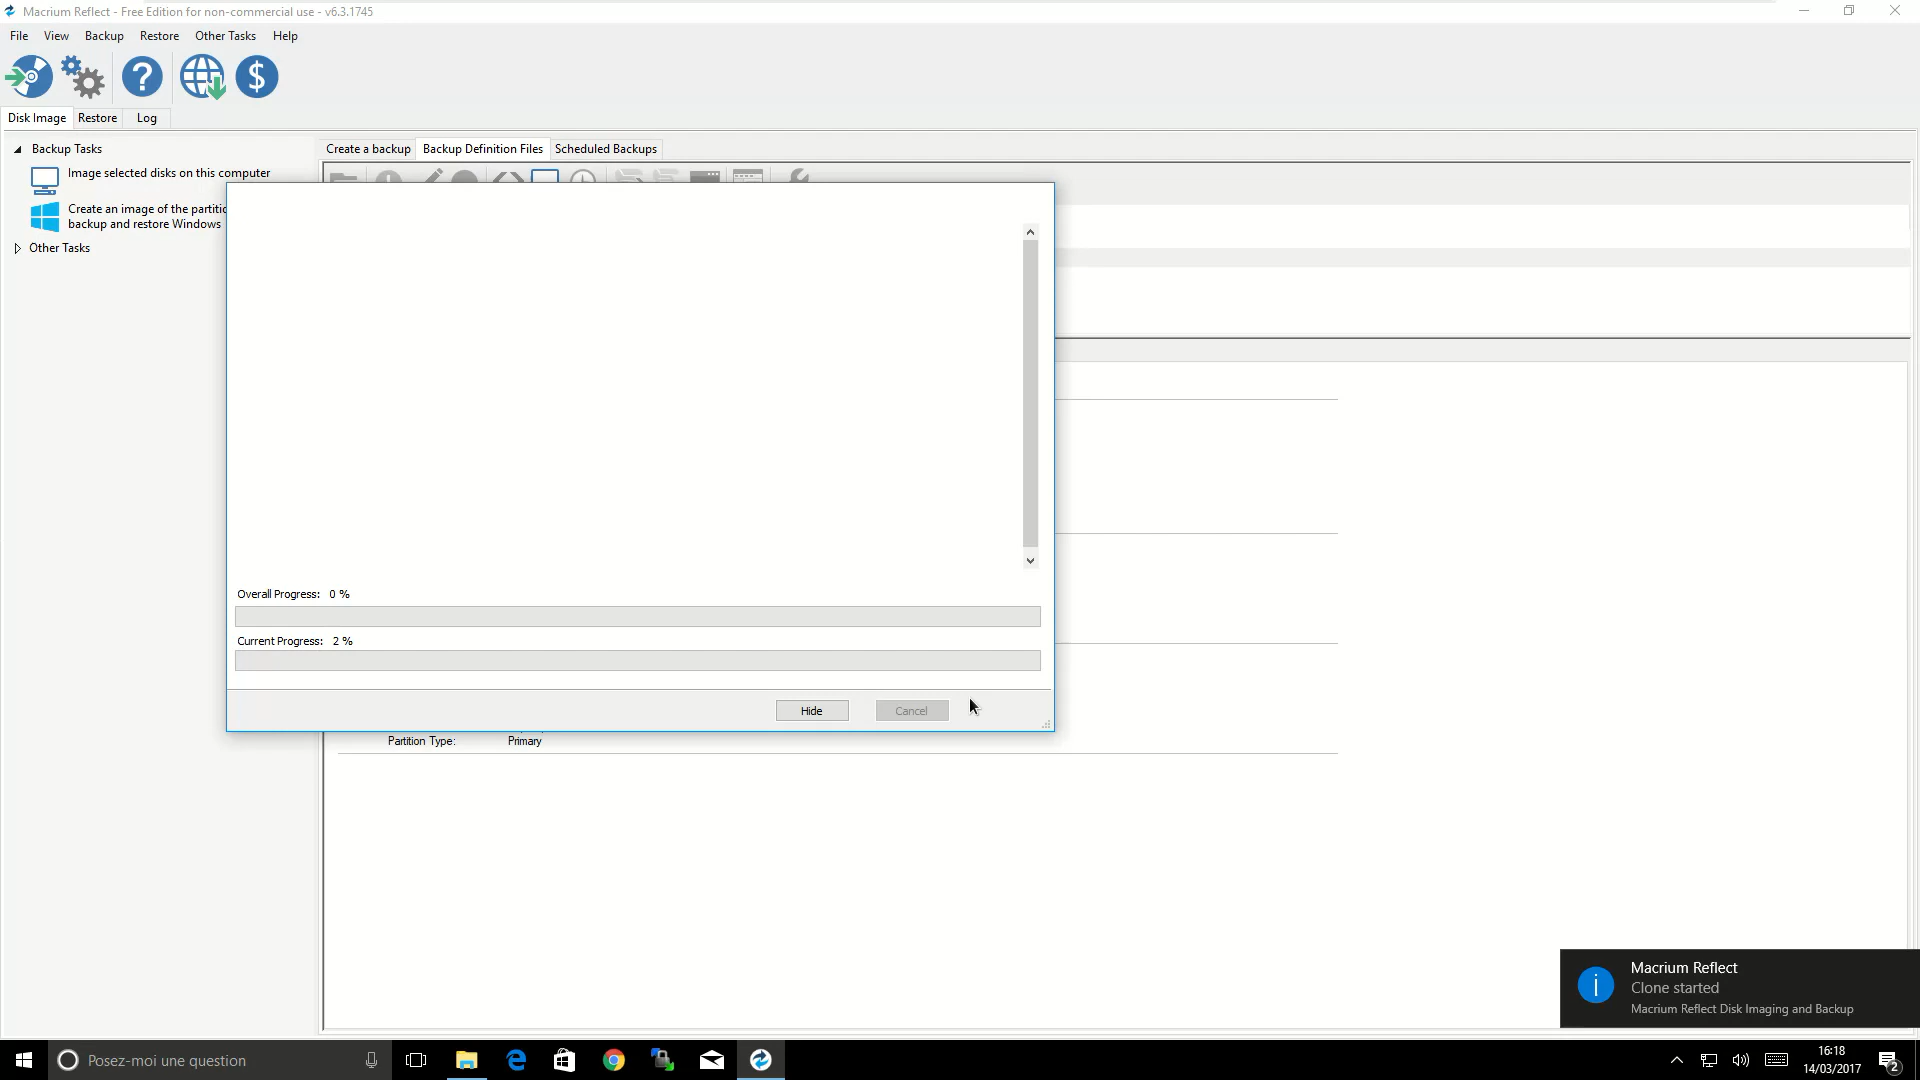 Macrium Reflect - Free Edition for non-commercial use - v6.3.1745
File View Backup Restore Other Tasks Help
Disk Image Restore Log
Backup Tasks
Image selected disks on this computer
Create an image of the partitio
backup and restore Windows
Other Tasks
Create a backup Backup Definition Files Scheduled Backups
Overall Progress: 0 %
Current Progress: 2 %
Hide Cancel
Partition Type: Primary
Macrium Reflect
Clone started
Macrium Reflect Disk Imaging and Backup
Posez-moi une question
16:18
14/03/2017
2